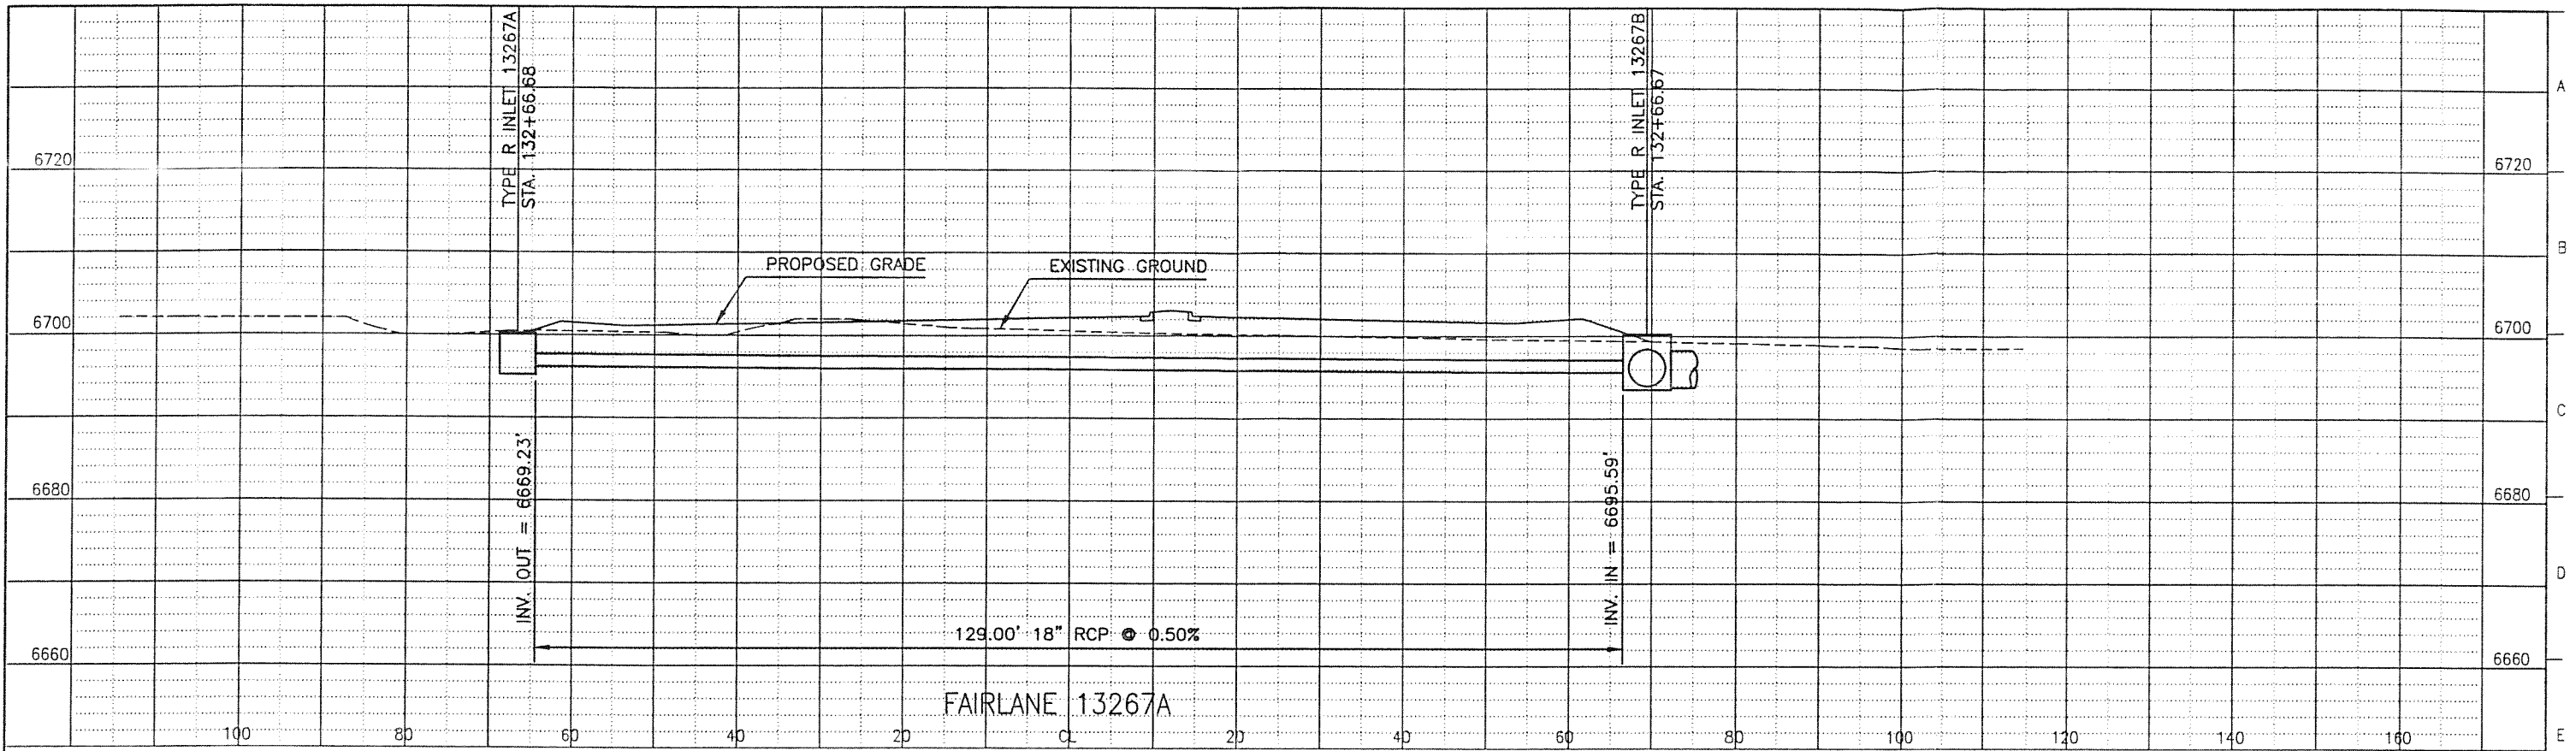 TYPE R INLET 13267A
STA. 132+66.68
TYPE R INLET 13267B
STA. 132+66.67
A
6720
6720
B
PROPOSED GRADE
EXISTING GROUND
6700
6700
C
INV. OUT = 6669.23'
INV. IN = 6695.59'
6680
6680
D
129.00' 18" RCP @ 0.50%
6660
6660
FAIRLANE 13267A
100 80 60 40 20 CL 20 40 60 80 100 120 140 160
E